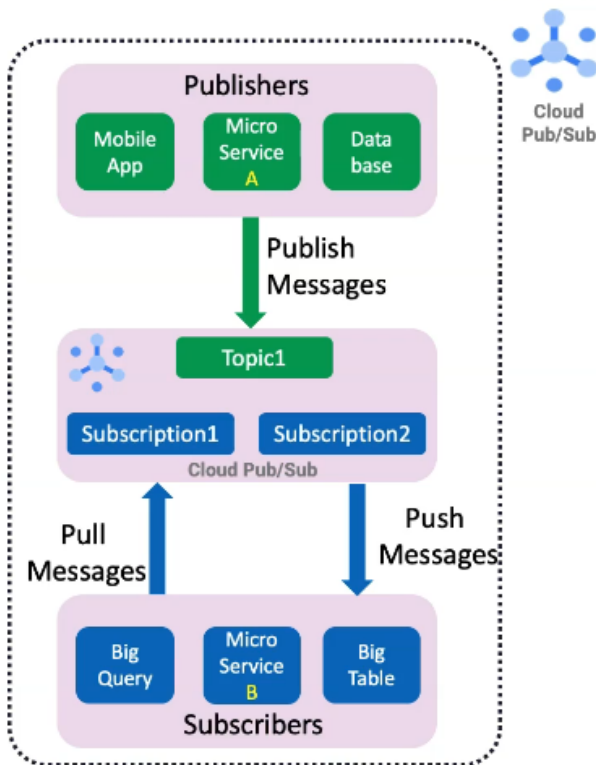 Cloud
Pub/Sub
Publishers
Mobile
App
Micro
Service
A
Data
base
Publish
Messages
Topic1
Subscription1
Subscription2
Cloud Pub/Sub
Pull
Messages
Push
Messages
Big
Query
Micro
Service
B
Big
Table
Subscribers